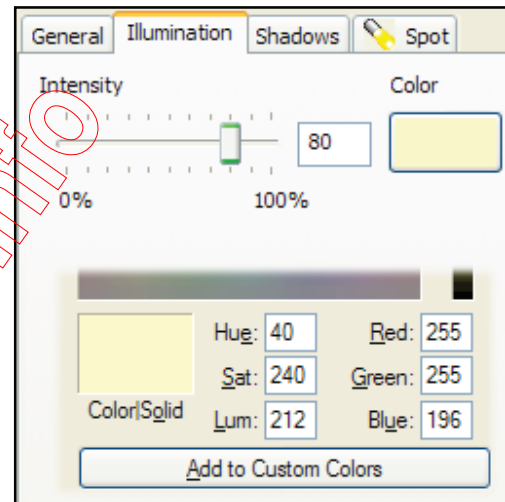 General Illumination Shadows Spot
Intensity Color
80
0% 100%
Hue: 40 Red: 255
Sat: 240 Green: 255
Color|Solid Lum: 212 Blue: 196
Add to Custom Colors